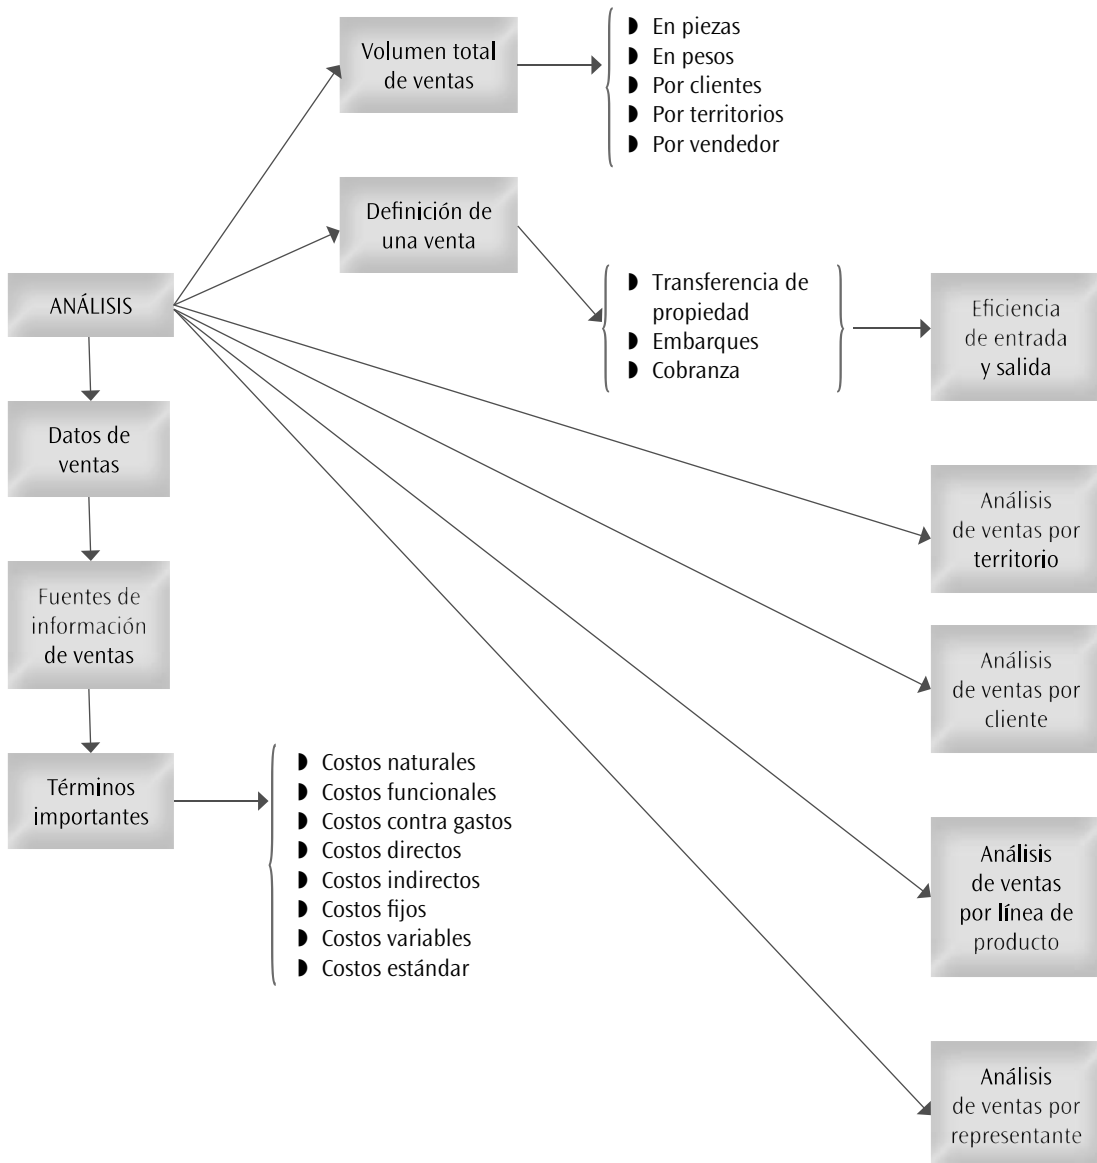 Volumen total
de ventas
En piezas
En pesos
Por clientes
Por territorios
Por vendedor
Definición de
una venta
Transferencia de
propiedad
Embarques
Cobranza
Eficiencia
de entrada
y salida
ANÁLISIS
Datos de
ventas
Fuentes de
información
de ventas
Términos
importantes
Costos naturales
Costos funcionales
Costos contra gastos
Costos directos
Costos indirectos
Costos fijos
Costos variables
Costos estándar
Análisis
de ventas por
territorio
Análisis
de ventas por
cliente
Análisis
de ventas
por línea de
producto
Análisis
de ventas por
representante